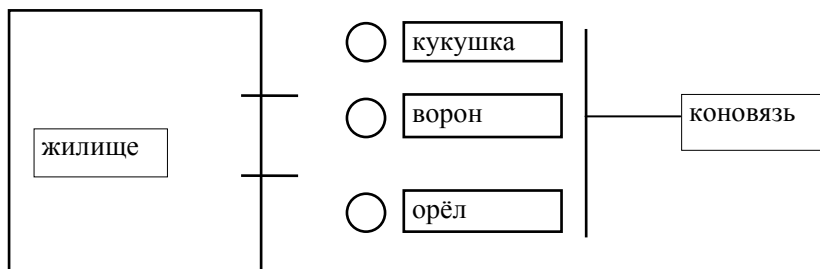 кукушка
ворон
коновязь
жилище
орёл